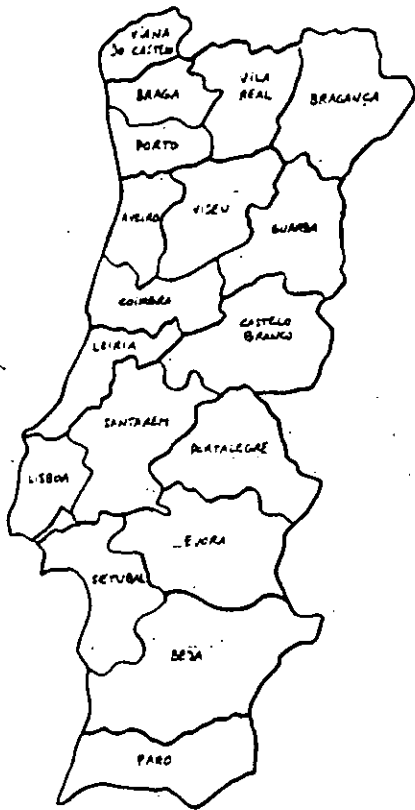 VIANA
DO CASTELO
BRAGA
VILA
REAL
BRAGANÇA
PORTO
AVEIRO
VISEU
GUARDA
COIMBRA
CASTELO
BRANCO
LEIRIA
SANTAREM
PORTALEGRE
LISBOA
EVORA
SETUBAL
BEJA
FARO